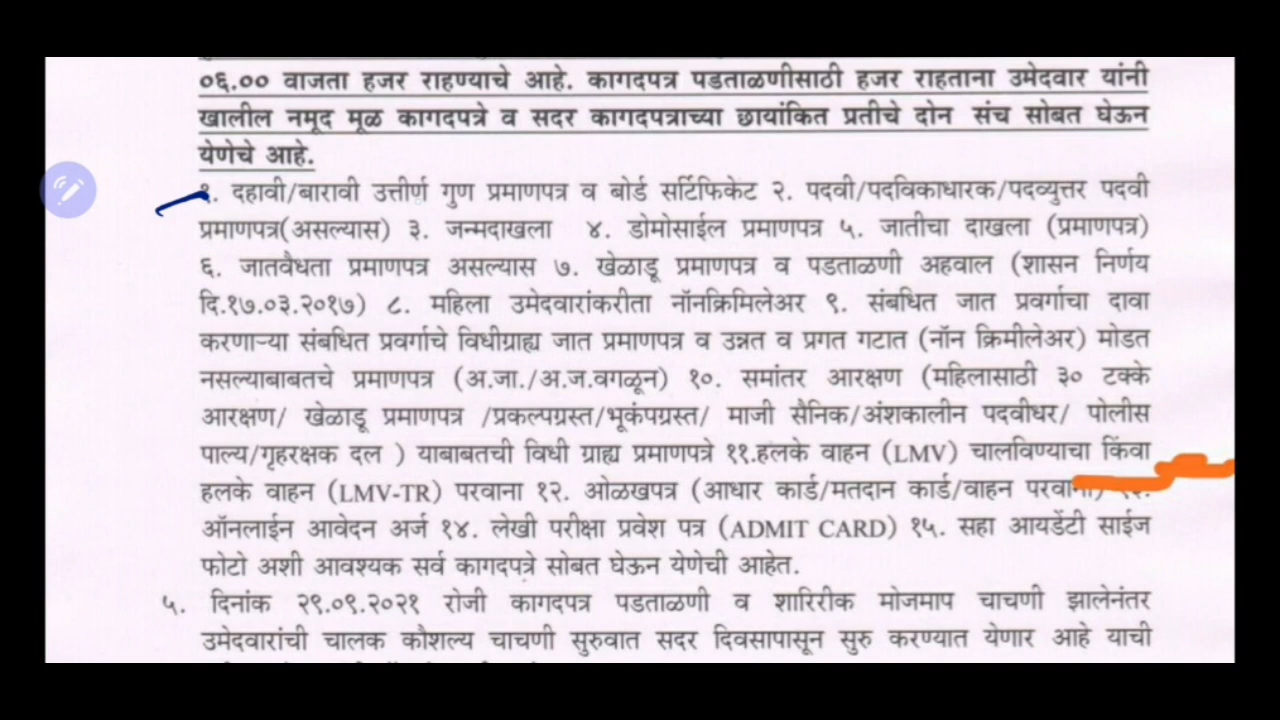 ०६.०० वाजता हजर राहण्याचे आहे. कागदपत्र पडताळणीसाठी हजर राहताना उमेदवार यांनी
खालील नमूद मूळ कागदपत्रे व सदर कागदपत्राच्या छायांकित प्रतीचे दोन संच सोबत घेऊन
येणेचे आहे.
१. दहावी/बारावी उत्तीर्ण गुण प्रमाणपत्र व बोर्ड सर्टिफिकेट २. पदवी/पदविकाधारक/पदव्युत्तर पदवी
प्रमाणपत्र(असल्यास) ३. जन्मदाखला ४. डोमोसाईल प्रमाणपत्र ५. जातीचा दाखला (प्रमाणपत्र)
६. जातवैधता प्रमाणपत्र असल्यास ७. खेळाडू प्रमाणपत्र व पडताळणी अहवाल (शासन निर्णय
दि.१७.०३.२०१७) ८. महिला उमेदवारांकरीता नॉनक्रिमिलेअर ९. संबधित जात प्रवर्गाचा दावा
करणाऱ्या संबधित प्रवर्गाचे विधीग्राह्य जात प्रमाणपत्र व उन्नत व प्रगत गटात (नॉन क्रिमीलेअर) मोडत
नसल्याबाबतचे प्रमाणपत्र (अ.जा./अ.ज.वगळून) १०. समांतर आरक्षण (महिलासाठी ३० टक्के
आरक्षण/ खेळाडू प्रमाणपत्र /प्रकल्पग्रस्त/भूकंपग्रस्त/ माजी सैनिक/अंशकालीन पदवीधर/ पोलीस
पाल्य/गृहरक्षक दल ) याबाबतची विधी ग्राह्य प्रमाणपत्रे ११.हलके वाहन (LMV) चालविण्याचा किंवा
हलके वाहन (LMV-TR) परवाना १२. ओळखपत्र (आधार कार्ड/मतदान कार्ड/वाहन परवाना) १३.
ऑनलाईन आवेदन अर्ज १४. लेखी परीक्षा प्रवेश पत्र (ADMIT CARD) १५. सहा आयडेंटी साईज
फोटो अशी आवश्यक सर्व कागदपत्रे सोबत घेऊन येणेची आहेत.
५. दिनांक २९.०९.२०२१ रोजी कागदपत्र पडताळणी व शारिरीक मोजमाप चाचणी झालेनंतर
उमेदवारांची चालक कौशल्य चाचणी सुरुवात सदर दिवसापासून सुरु करण्यात येणार आहे याची